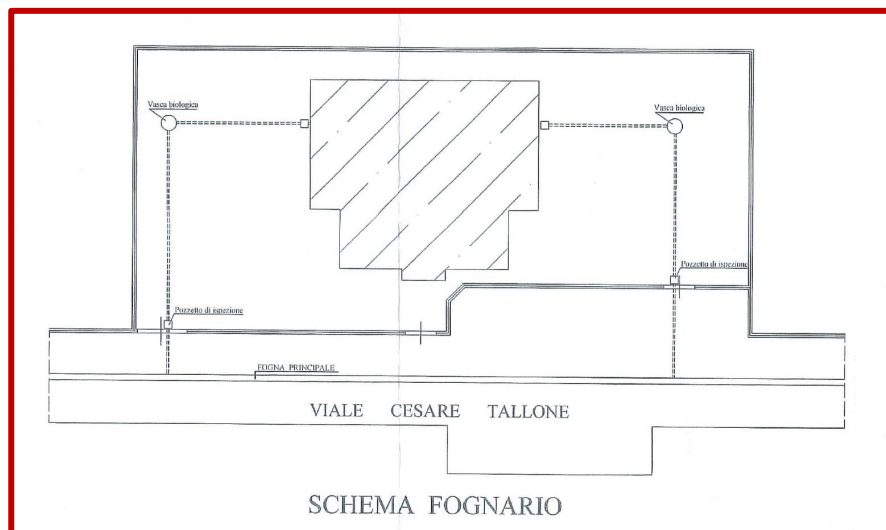 Vasca biologica
Vasca biologica
Pozzetto di ispezione
Pozzetto di ispezione
FOGNA PRINCIPALE
VIALE CESARE TALLONE
SCHEMA FOGNARIO